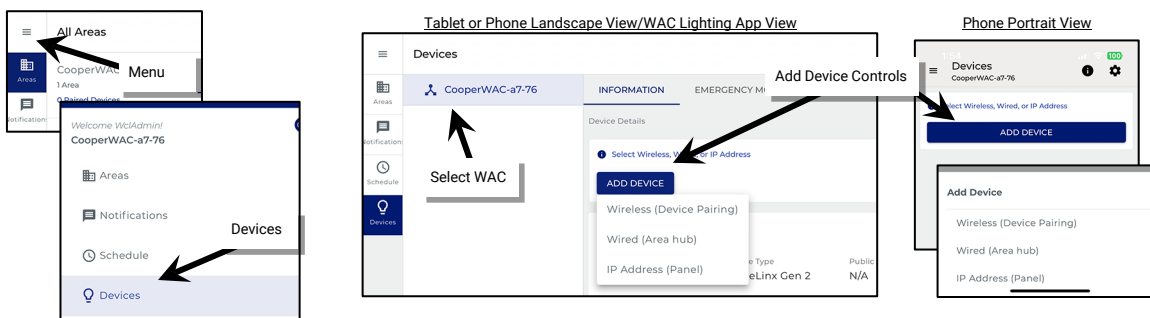 Tablet or Phone Landscape View/WAC Lighting App View
Phone Portrait View
All Areas
Areas
CooperWAC
1 Area
0 Paired Devices
Menu
Notification
Welcome WclAdmin!
CooperWAC-a7-76
Areas
Notifications
Schedule
Devices
Devices
Devices
Areas
Notification
Schedule
Devices
CooperWAC-a7-76
Select WAC
INFORMATION
EMERGENCY
Device Details
Select Wireless, or IP Address
ADD DEVICE
Wireless (Device Pairing)
Wired (Area hub)
IP Address (Panel)
Type
Public
eLinx Gen 2
N/A
Add Device Controls
100
Devices
CooperWAC-a7-76
Select Wireless, Wired, or IP Address
ADD DEVICE
Add Device
Wireless (Device Pairing)
Wired (Area hub)
IP Address (Panel)